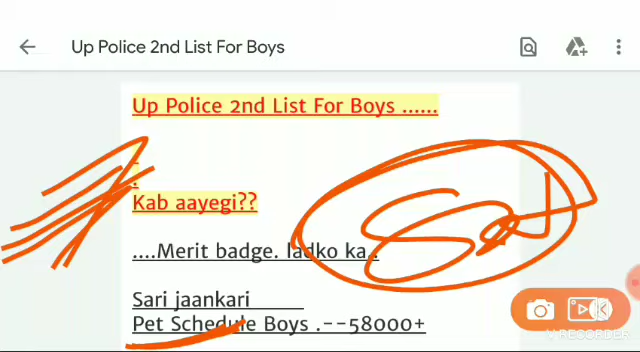 Up Police 2nd List For Boys
Up Police 2nd List For Boys ......
Kab aayegi??
....Merit badge. ladko ka..
Sari jaankari
Pet Schedule Boys .--58000+
V RECORDER